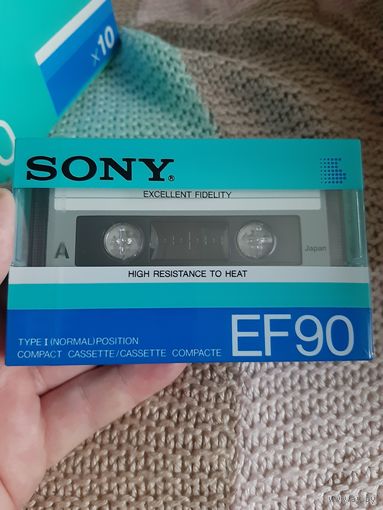 x10
SONY®
EXCELLENT FIDELITY
A
Japan
HIGH RESISTANCE TO HEAT
TYPE I (NORMAL) POSITION
COMPACT CASSETTE/CASSETTE COMPACTE
EF90